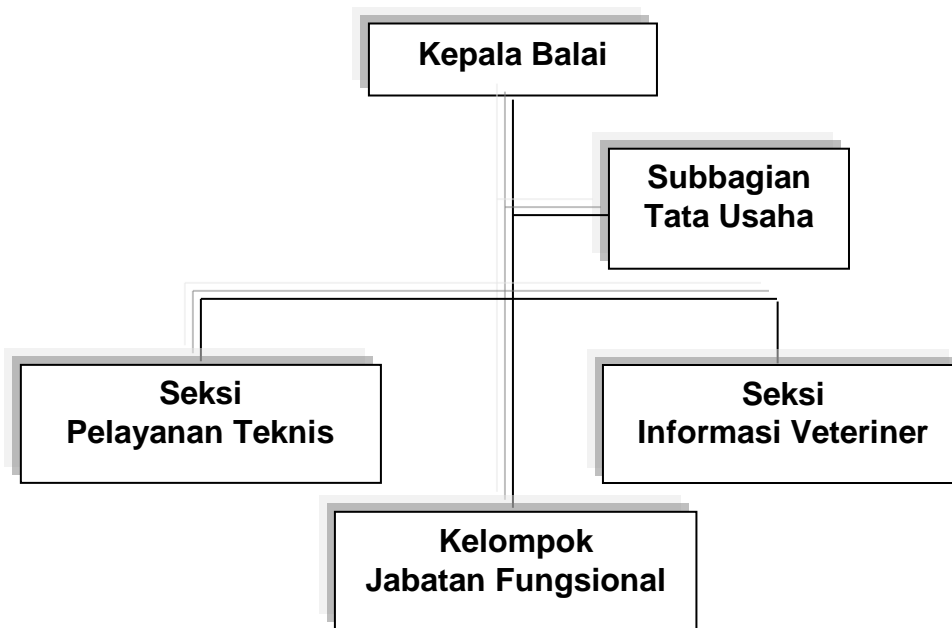 Kepala Balai
Subbagian
Tata Usaha
Seksi
Pelayanan Teknis
Seksi
Informasi Veteriner
Kelompok
Jabatan Fungsional